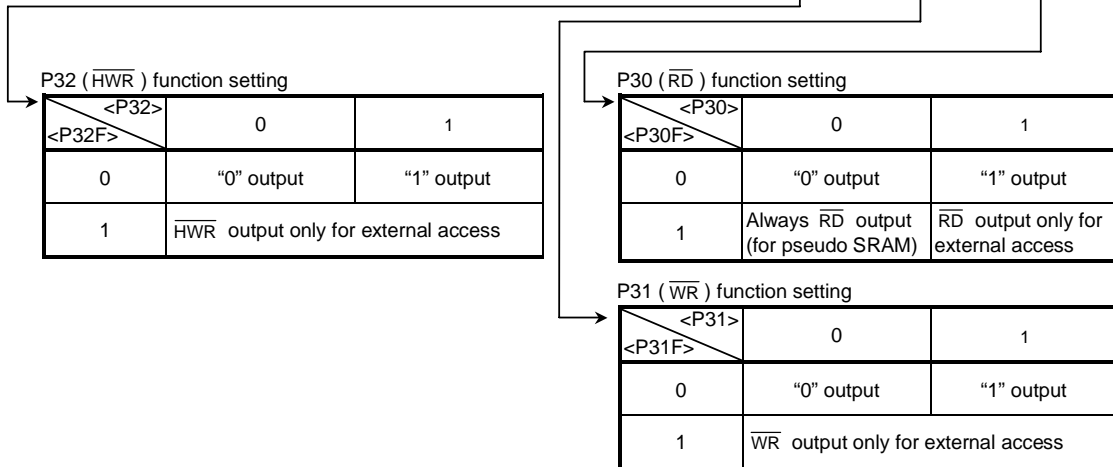 P32 ( HWR ) function setting
<P32>
<P32F>
0
1
0
“0” output
“1” output
1
HWR output only for external access
P30 ( RD ) function setting
<P30>
<P30F>
0
1
0
“0” output
“1” output
1
Always RD output
(for pseudo SRAM)
RD output only for
external access
P31 ( WR ) function setting
<P31>
<P31F>
0
1
0
“0” output
“1” output
1
WR output only for external access